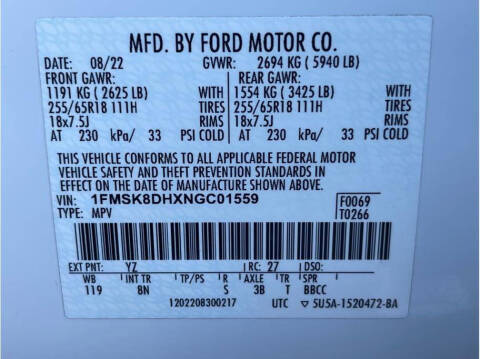 MFD. BY FORD MOTOR CO.
DATE: 08/22 GVWR: 2694 KG ( 5940 LB)
FRONT GAWR: REAR GAWR:
1191 KG ( 2625 LB) WITH 1554 KG ( 3425 LB) WITH
255/65R18 111H TIRES 255/65R18 111H TIRES
18x7.5J RIMS 18x7.5J RIMS
AT 230 kPa/ 33 PSI COLD AT 230 kPa/ 33 PSI COLD
THIS VEHICLE CONFORMS TO ALL APPLICABLE FEDERAL MOTOR
VEHICLE SAFETY AND THEFT PREVENTION STANDARDS IN
EFFECT ON THE DATE OF MANUFACTURE SHOWN ABOVE.
VIN: 1FMSK8DHXNGC01559 F0069
TYPE: MPV T0266
EXT PNT: YZ RC: 27 DSO:
WB INT TR TP/PS R AXLE TR S
119 8N S 3B T BBCC
1202208300217 UTC 5U5A-1520472-BA